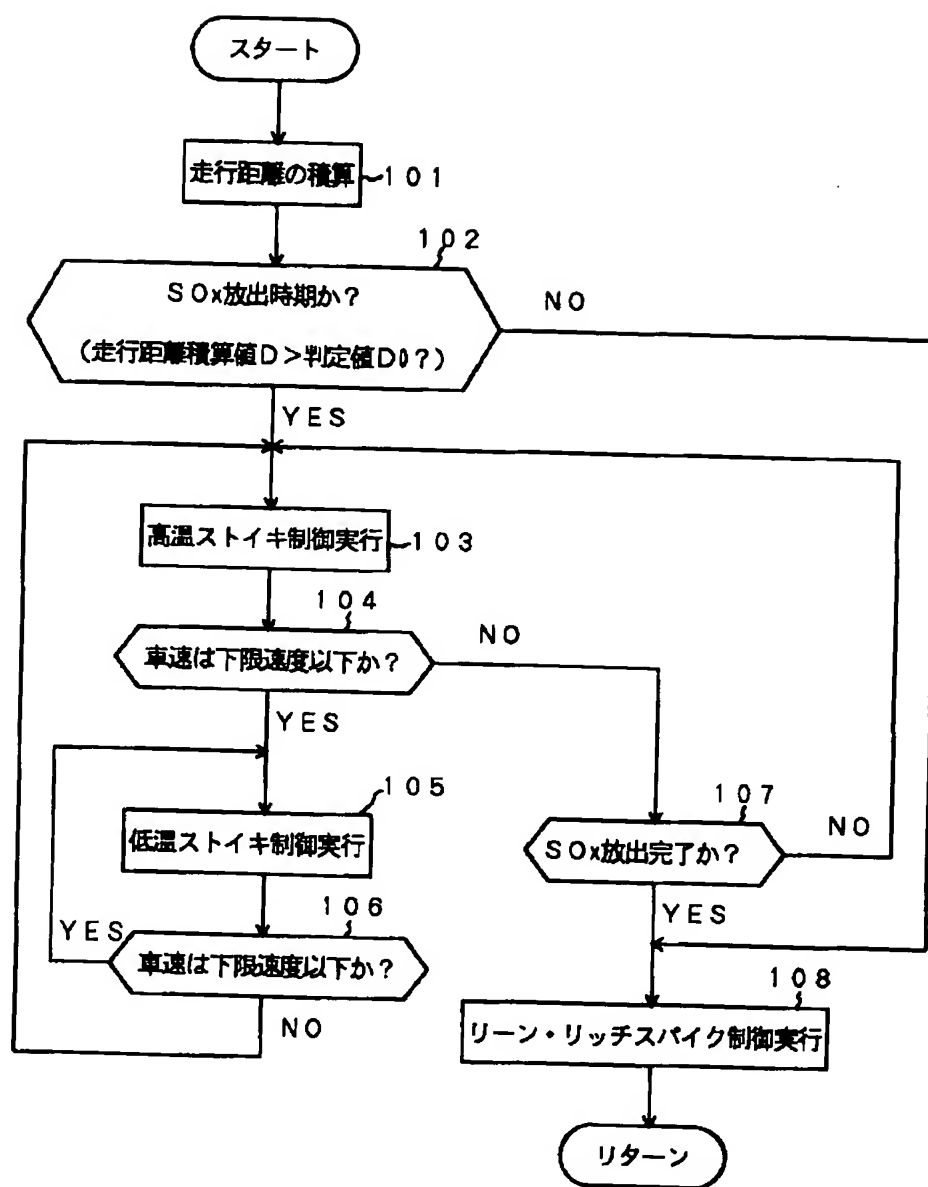 スタート
走行距離の積算
101
102
SOx放出時期か?
(走行距離積算値D>判定値D0?)
NO
YES
高温ストイキ制御実行
103
104
車速は下限速度以下か?
NO
YES
105
低温ストイキ制御実行
106
YES
車速は下限速度以下か?
NO
107
SOx放出完了か?
NO
YES
108
リーン・リッチスパイク制御実行
リターン